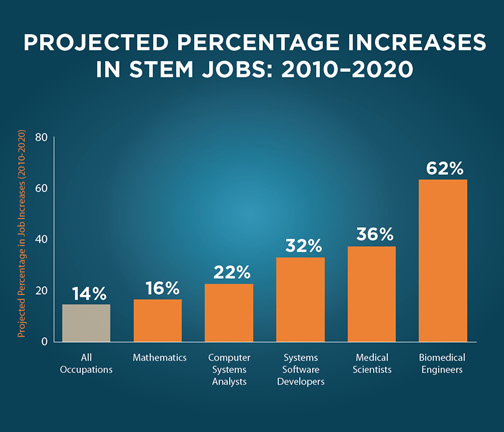 PROJECTED PERCENTAGE INCREASES
IN STEM JOBS: 2010–2020
Projected Percentage in Job Increases (2010-2020)
80
60
40
20
0
14%
16%
22%
32%
36%
62%
All
Occupations
Mathematics
Computer
Systems
Analysts
Systems
Software
Developers
Medical
Scientists
Biomedical
Engineers